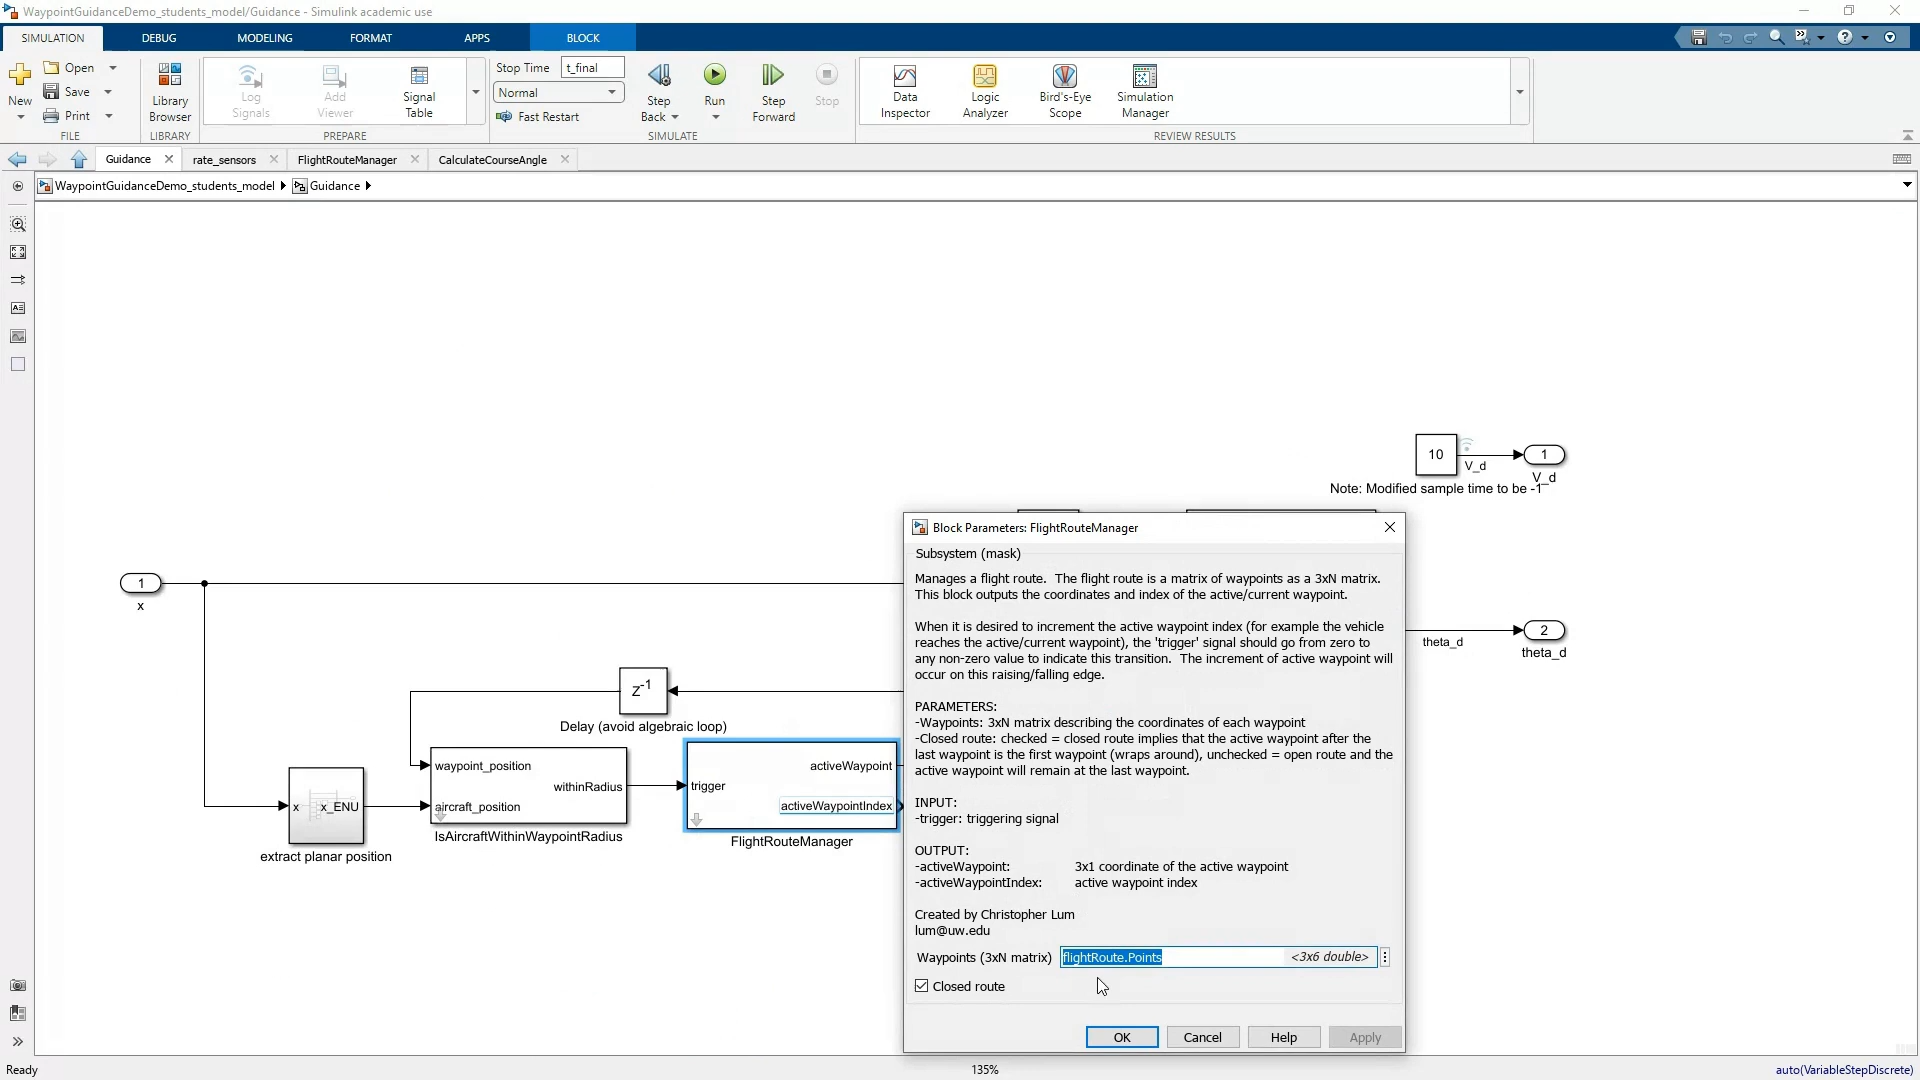 WaypointGuidanceDemo_students_model/Guidance - Simulink academic use
SIMULATION
DEBUG
MODELING
FORMAT
APPS
BLOCK
New
Open
Save
Print
FILE
Library
Browser
LIBRARY
Log
Signals
Add
Viewer
Signal
Table
PREPARE
Stop Time
t_final
Normal
Fast Restart
Step
Back
Run
Step
Forward
Stop
SIMULATE
Data
Inspector
Logic
Analyzer
Bird's-Eye
Scope
Simulation
Manager
REVIEW RESULTS
Guidance
rate_sensors
FlightRouteManager
CalculateCourseAngle
WaypointGuidanceDemo_students_model
Guidance
10
V_d
1
V_d
Note: Modified sample time to be -1
1
x
theta_d
2
theta_d
Z-1
Delay (avoid algebraic loop)
x
x_ENU
extract planar position
waypoint_position
withinRadius
aircraft_position
IsAircraftWithinWaypointRadius
trigger
activeWaypoint
activeWaypointIndex
FlightRouteManager
Block Parameters: FlightRouteManager
Subsystem (mask)
Manages a flight route.  The flight route is a matrix of waypoints as a 3xN matrix.
This block outputs the coordinates and index of the active/current waypoint.
When it is desired to increment the active waypoint index (for example the vehicle
reaches the active/current waypoint), the 'trigger' signal should go from zero to
any non-zero value to indicate this transition.  The increment of active waypoint will
occur on this raising/falling edge.
PARAMETERS:
-Waypoints: 3xN matrix describing the coordinates of each waypoint
-Closed route: checked = closed route implies that the active waypoint after the
last waypoint is the first waypoint (wraps around), unchecked = open route and the
active waypoint will remain at the last waypoint.
INPUT:
-trigger: triggering signal
OUTPUT:
-activeWaypoint: 3x1 coordinate of the active waypoint
-activeWaypointIndex: active waypoint index
Created by Christopher Lum
lum@uw.edu
Waypoints (3xN matrix) flightRoute.Points <3x6 double>
Closed route
OK
Cancel
Help
Apply
Ready
135%
auto(VariableStepDiscrete)